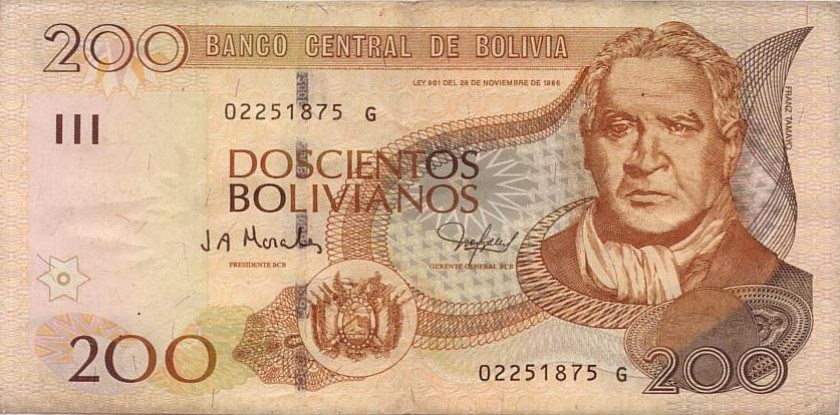 200 BANCO CENTRAL DE BOLIVIA
LEY 901 DEL 28 DE NOVIEMBRE DE 1986
02251875 G
FRANZ TAMAYO
III
DOSCIENTOS
BOLIVIANOS
J A Morales
PRESIDENTE BCB
GERENTE GENERAL BCB
200
02251875 G
200